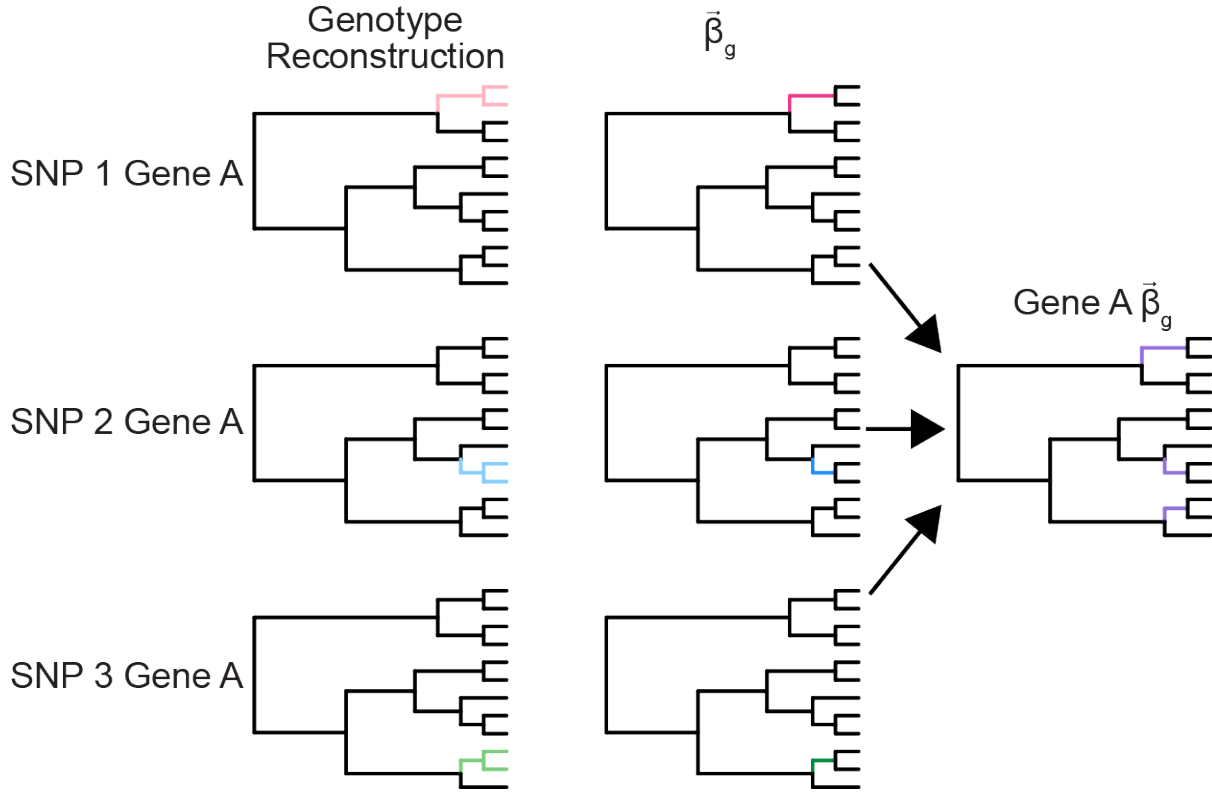 Genotype
Reconstruction
β⃗g
SNP 1 Gene A
Gene A β⃗g
SNP 2 Gene A
SNP 3 Gene A